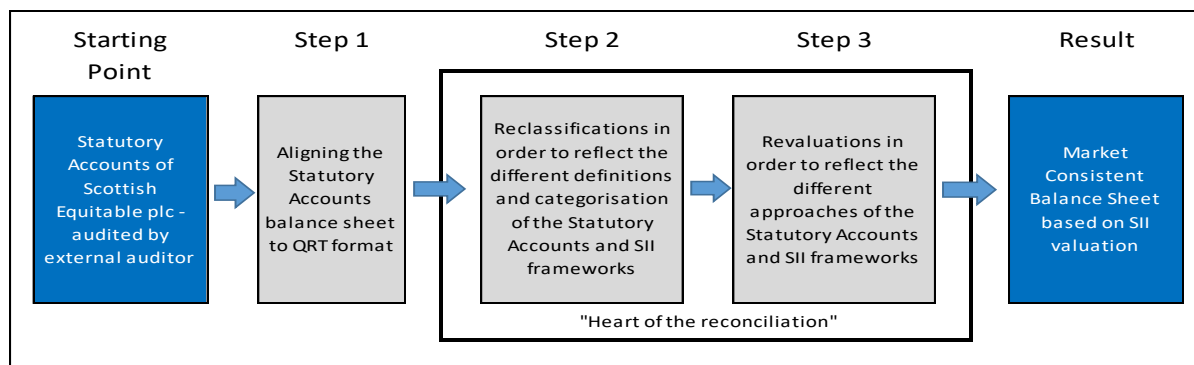 Starting
Point
Step 1
Step 2
Step 3
Result
Statutory
Accounts of
Scottish
Equitable plc -
audited by
external auditor
Aligning the
Statutory
Accounts
balance sheet
to QRT format
Reclassifications in
order to reflect the
different definitions
and categorisation
of the Statutory
Accounts and SII
frameworks
Revaluations in
order to reflect the
different
approaches of the
Statutory Accounts
and SII frameworks
Market
Consistent
Balance Sheet
based on SII
valuation
"Heart of the reconciliation"